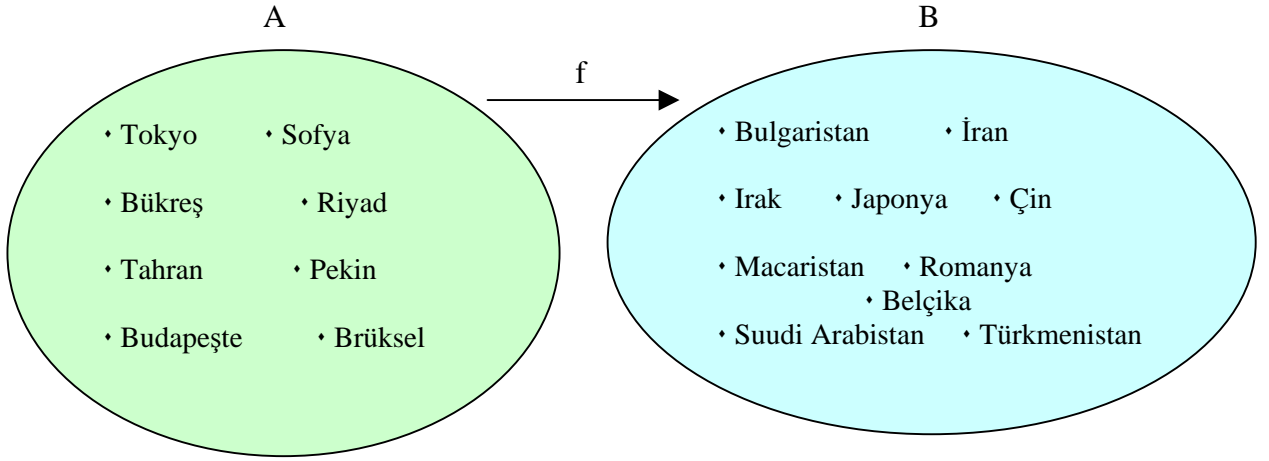 A B
f
Tokyo Sofya
Bükreş Riyad
Tahran Pekin
Budapeşte Brüksel
Bulgaristan İran
Irak Japonya Çin
Macaristan Romanya
Belçika
Suudi Arabistan Türkmenistan